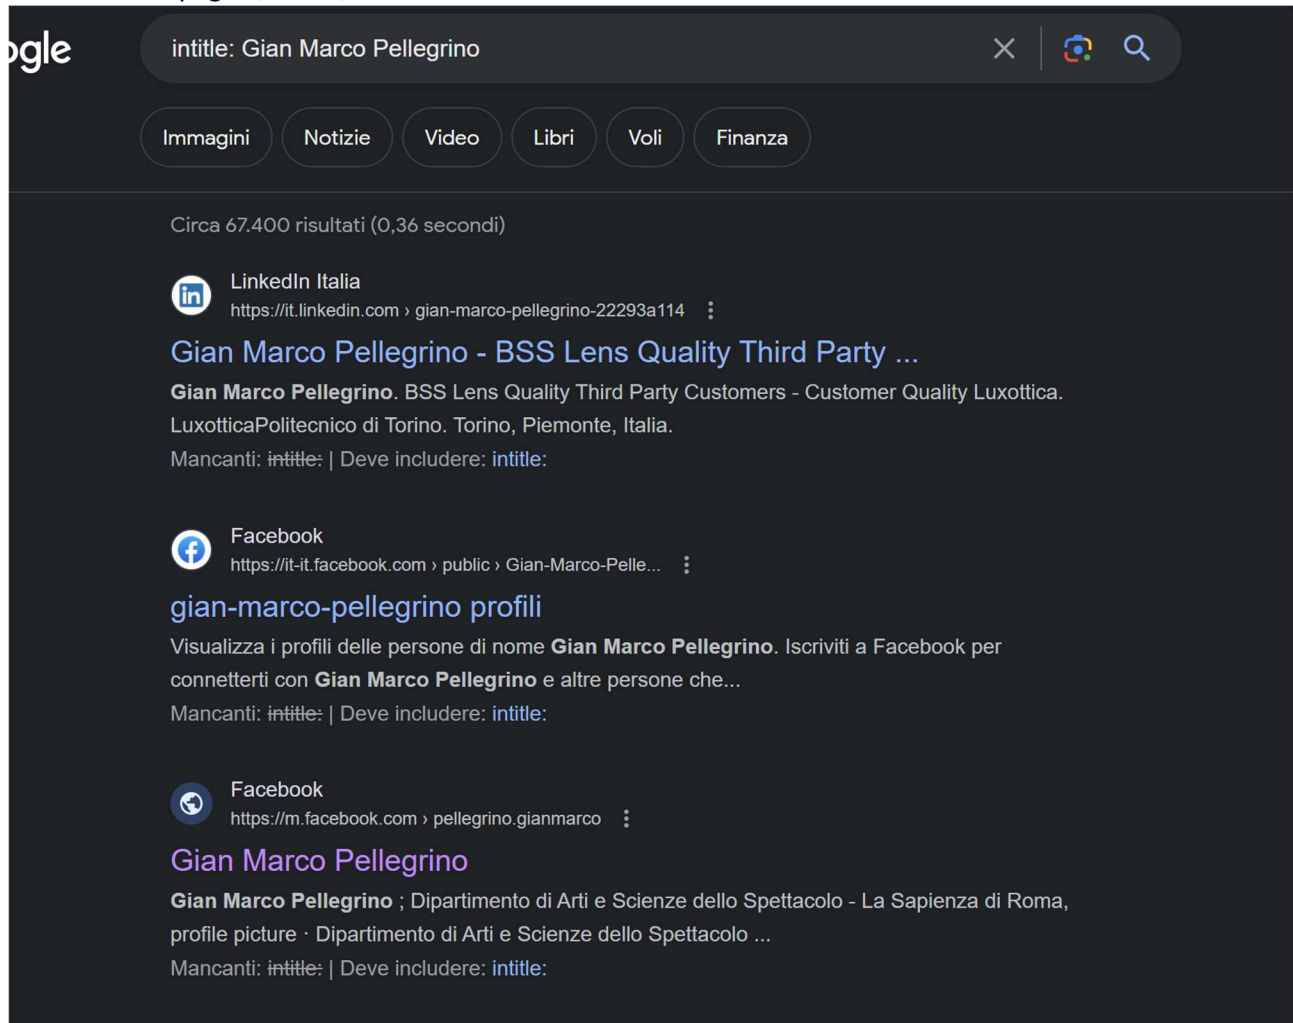 ogle
intitle: Gian Marco Pellegrino
Immagini Notizie Video Libri Voli Finanza
Circa 67.400 risultati (0,36 secondi)
LinkedIn Italia
https://it.linkedin.com › gian-marco-pellegrino-22293a114
Gian Marco Pellegrino - BSS Lens Quality Third Party ...
Gian Marco Pellegrino. BSS Lens Quality Third Party Customers - Customer Quality Luxottica.
LuxotticaPolitecnico di Torino. Torino, Piemonte, Italia.
Mancanti: intitle: | Deve includere: intitle:
Facebook
https://it-it.facebook.com › public › Gian-Marco-Pelle...
gian-marco-pellegrino profili
Visualizza i profili delle persone di nome Gian Marco Pellegrino. Iscriviti a Facebook per
connetterti con Gian Marco Pellegrino e altre persone che...
Mancanti: intitle: | Deve includere: intitle:
Facebook
https://m.facebook.com › pellegrino.gianmarco
Gian Marco Pellegrino
Gian Marco Pellegrino ; Dipartimento di Arti e Scienze dello Spettacolo - La Sapienza di Roma,
profile picture · Dipartimento di Arti e Scienze dello Spettacolo ...
Mancanti: intitle: | Deve includere: intitle: